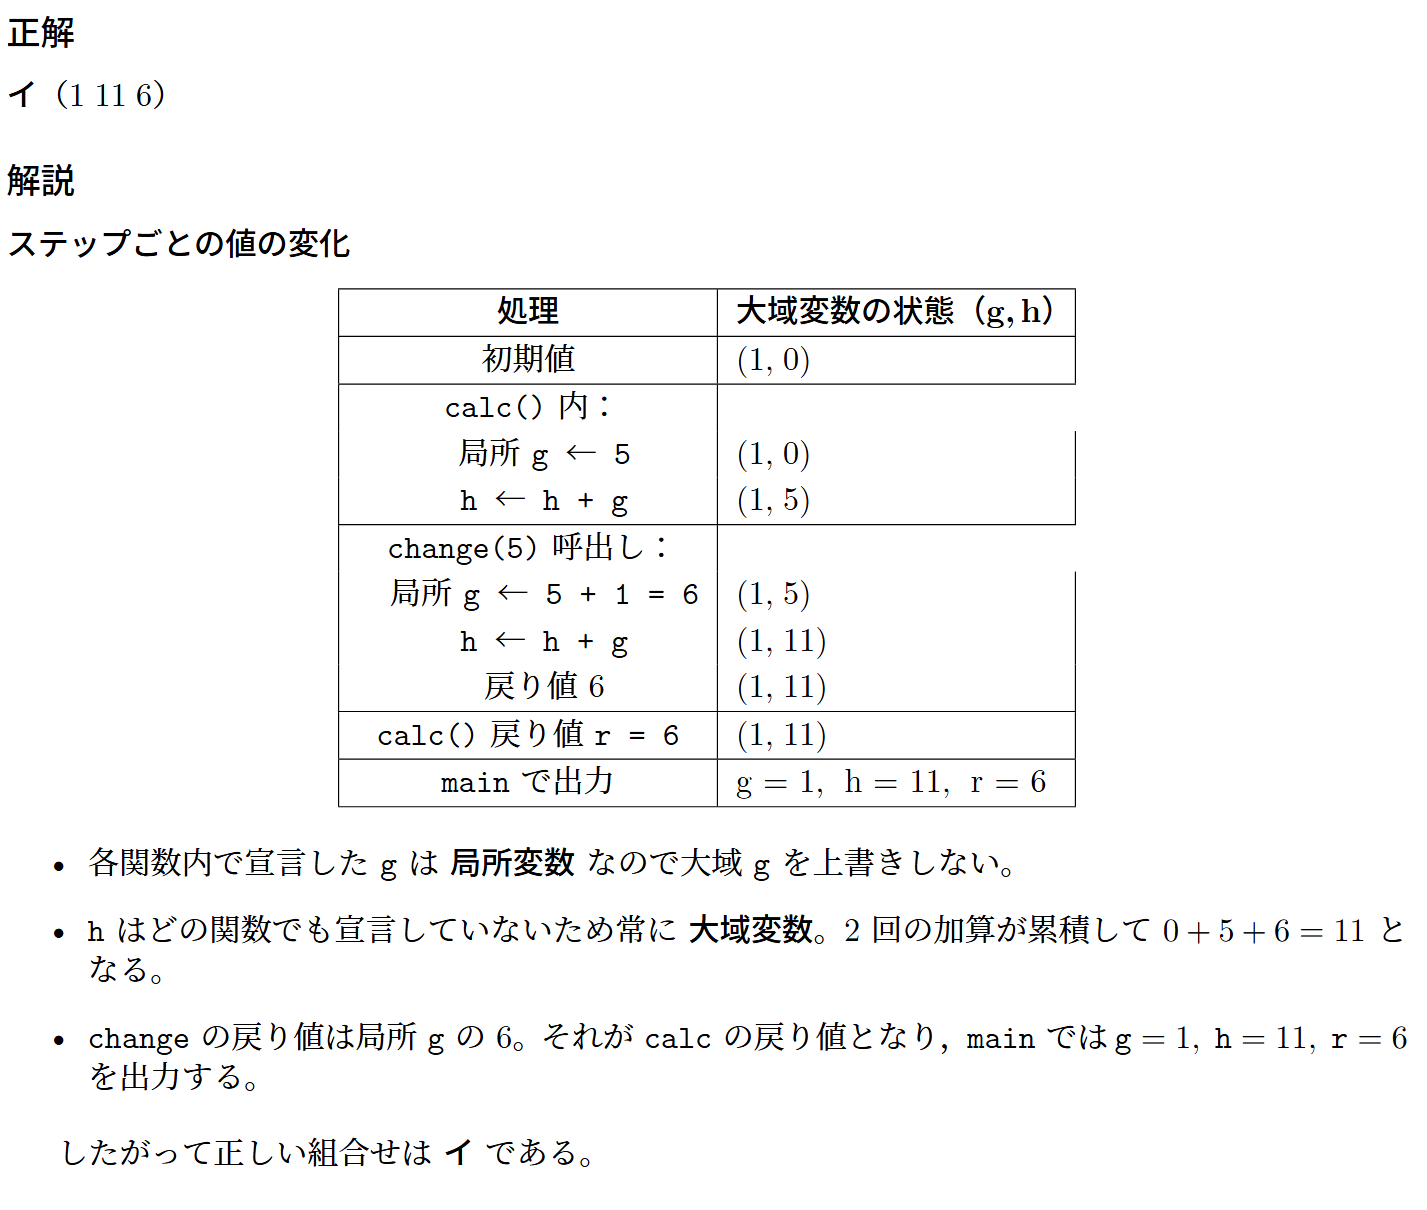 正解
イ（1 11 6）
解説
ステップごとの値の変化
処理 大域変数の状態（g, h）
初期値 (1, 0)
calc() 内：
局所 g ← 5 (1, 0)
h ← h + g (1, 5)
change(5) 呼出し：
局所 g ← 5 + 1 = 6 (1, 5)
h ← h + g (1, 11)
戻り値 6 (1, 11)
calc() 戻り値 r = 6 (1, 11)
main で出力 g = 1, h = 11, r = 6
• 各関数内で宣言した g は 局所変数 なので大域 g を上書きしない。
• h はどの関数でも宣言していないため常に 大域変数。2 回の加算が累積して 0 + 5 + 6 = 11 と
なる。
• change の戻り値は局所 g の 6。それが calc の戻り値となり，main では g = 1, h = 11, r = 6
を出力する。
したがって正しい組合せは イ である。